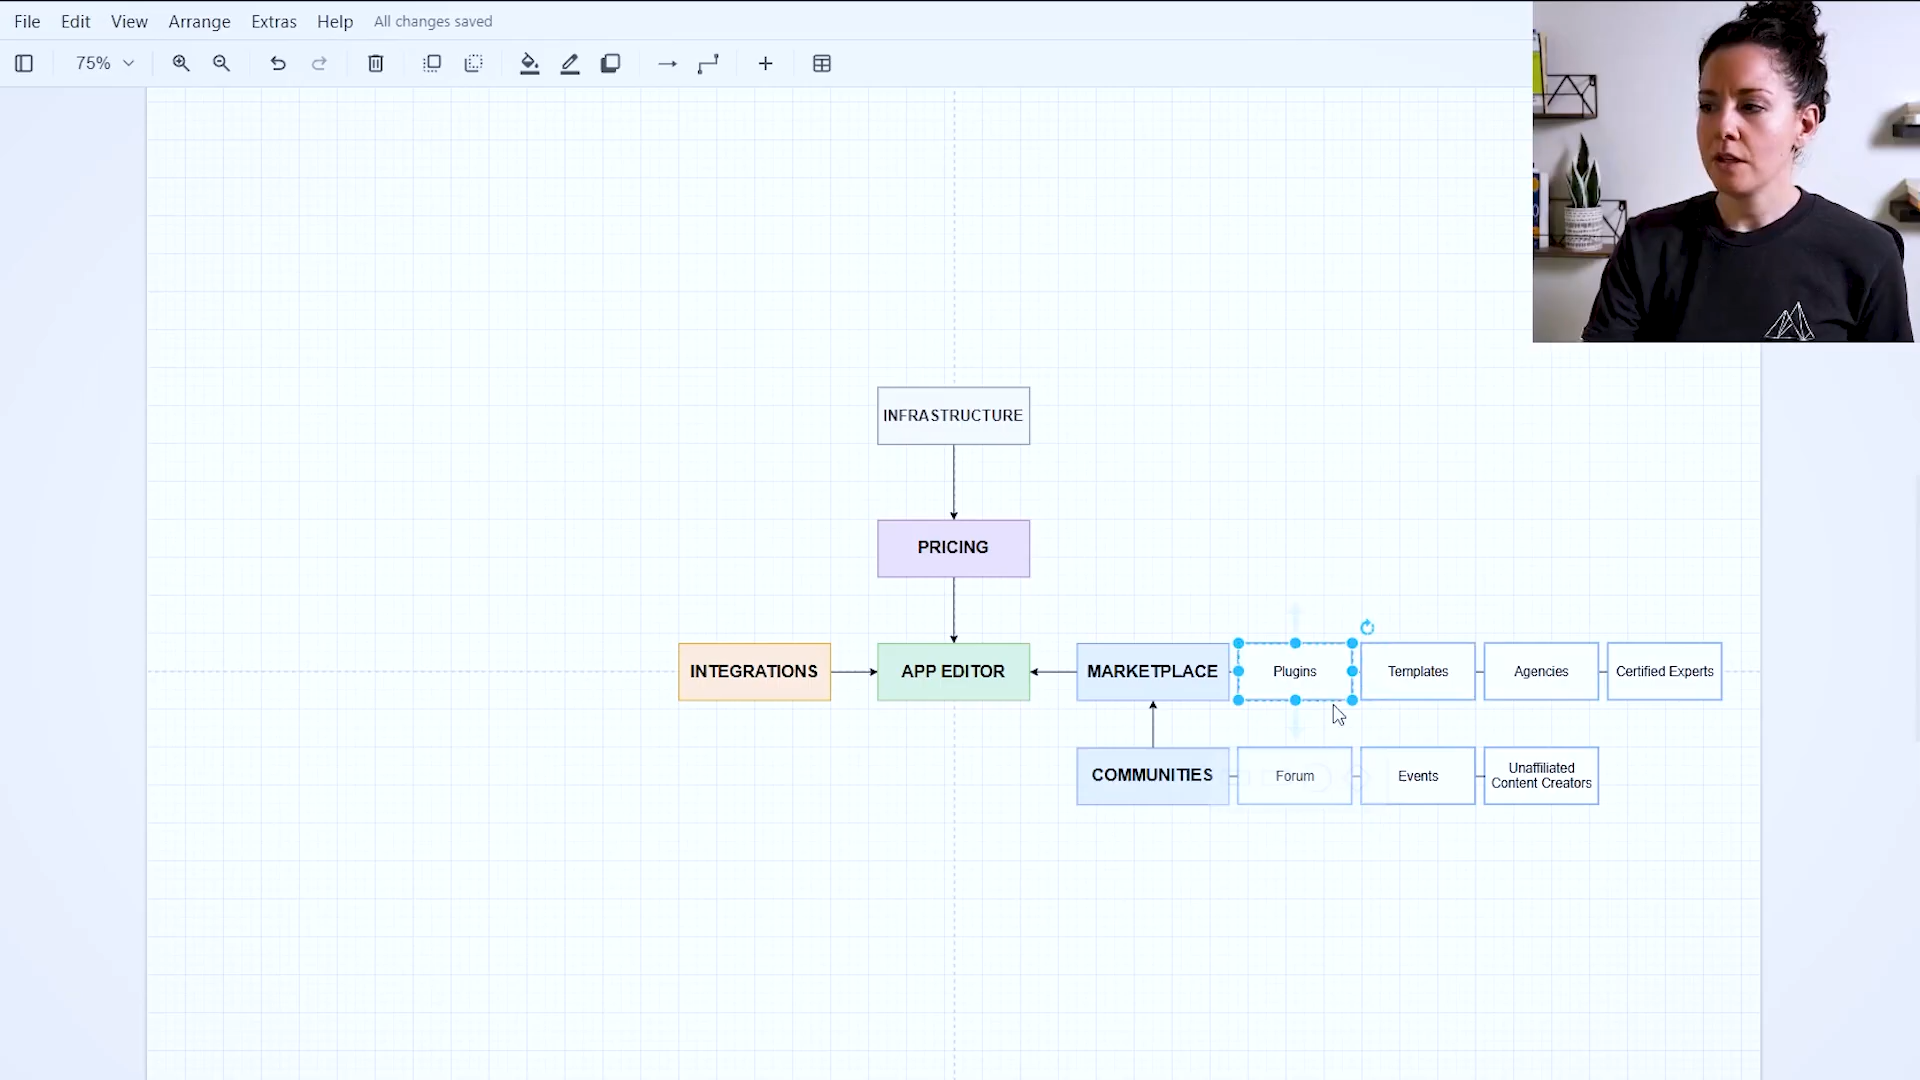 File Edit View Arrange Extras Help All changes saved
75%
INFRASTRUCTURE
PRICING
INTEGRATIONS APP EDITOR MARKETPLACE Plugins Templates Agencies Certified Experts
COMMUNITIES Forum Events Unaffiliated
Content Creators